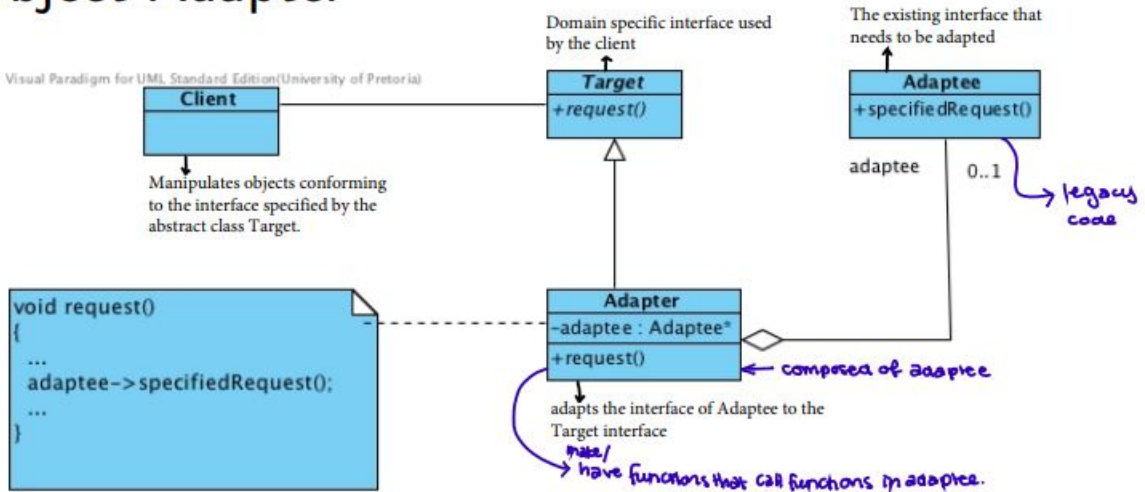 Object Adapter
Domain specific interface used
by the client
The existing interface that
needs to be adapted
Visual Paradigm for UML Standard Edition(University of Pretoria)
Client
Target
+request()
Adaptee
+specifiedRequest()
Manipulates objects conforming
to the interface specified by the
abstract class Target.
adaptee
0..1
legacy
code
void request()
{
...
adaptee->specifiedRequest();
...
}
Adapter
-adaptee : Adaptee*
+request()
composed of adaptee
adapts the interface of Adaptee to the
Target interface
make/
have functions that call functions in adaptee.